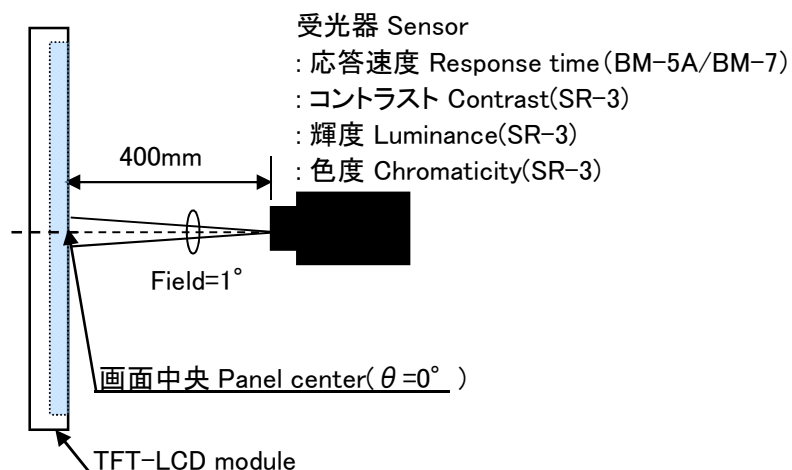 受光器 Sensor
: 応答速度 Response time(BM-5A/BM-7)
: コントラスト Contrast(SR-3)
: 輝度 Luminance(SR-3)
: 色度 Chromaticity(SR-3)
400mm
Field=1°
画面中央 Panel center( θ=0° )
TFT-LCD module